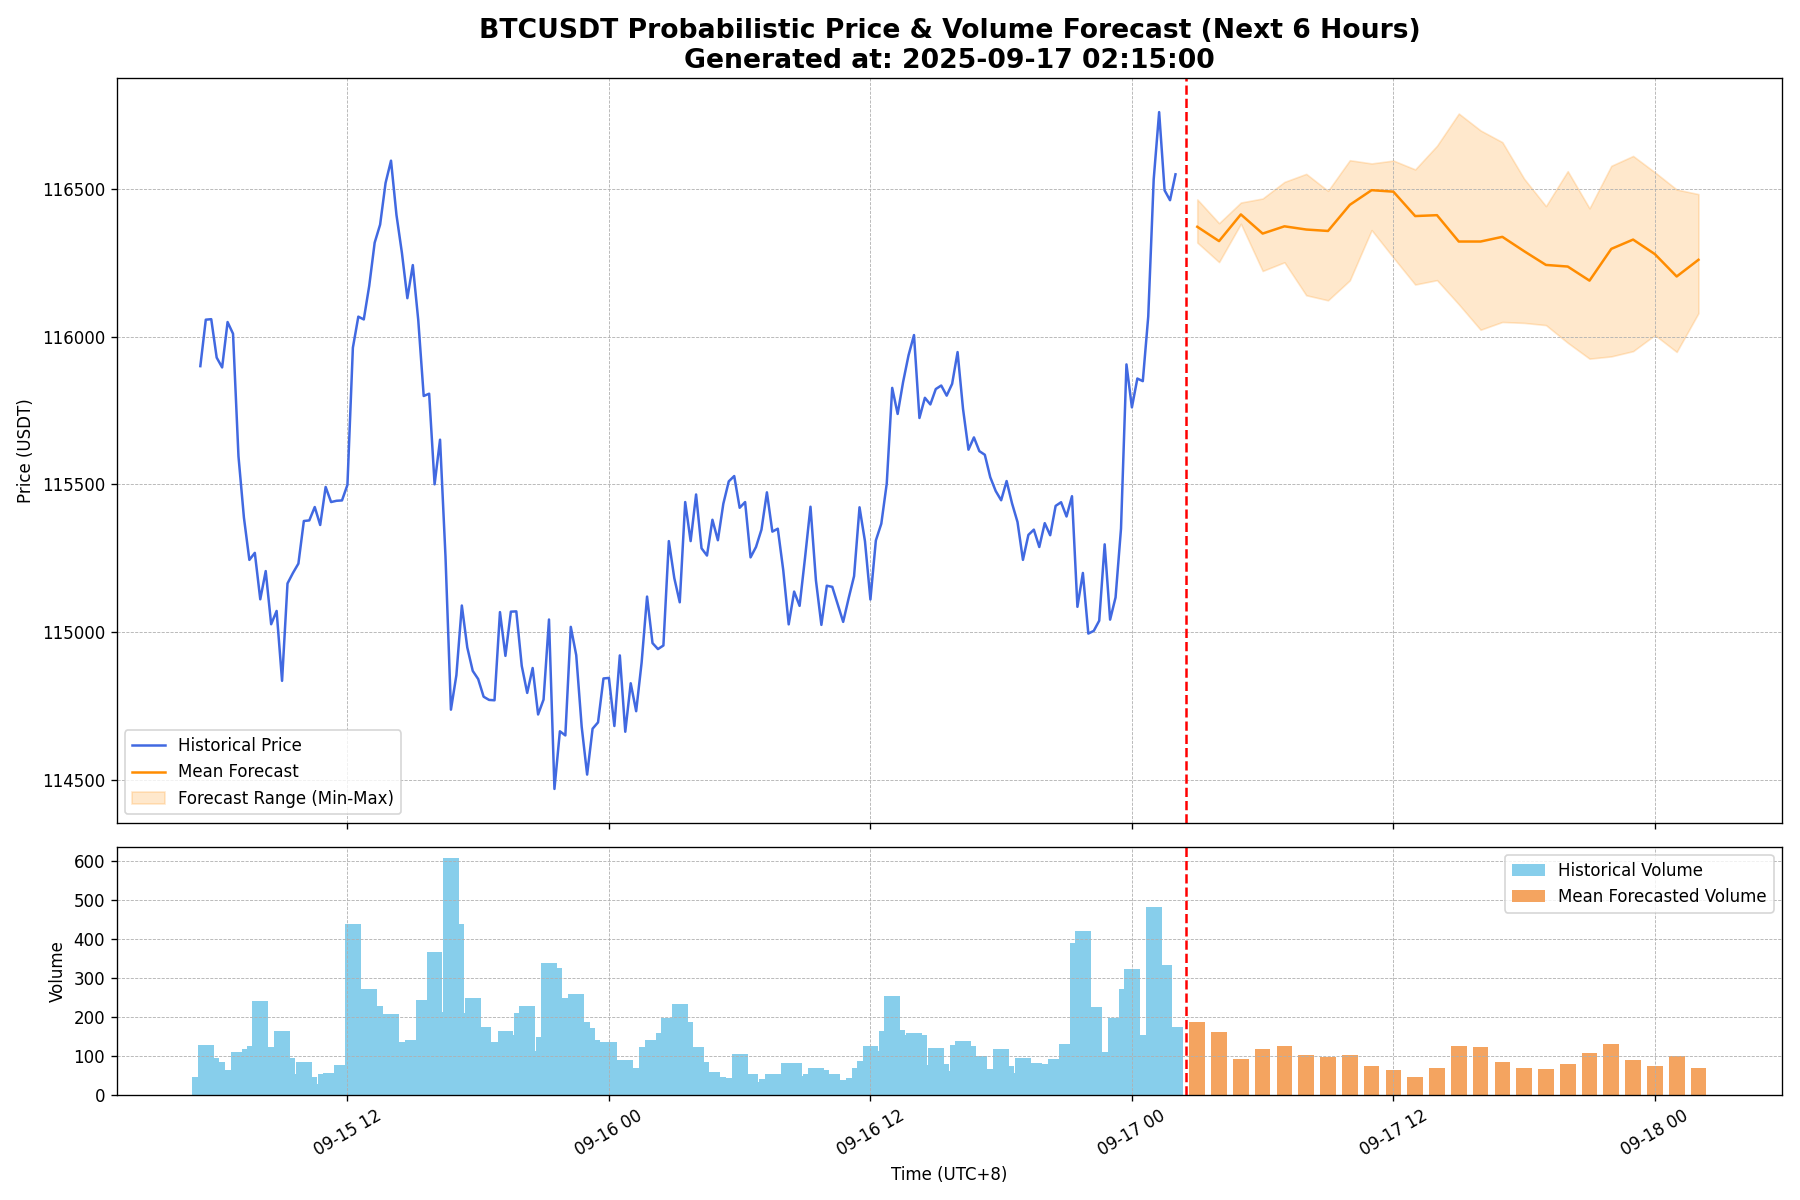 BTCUSDT Probabilistic Price & Volume Forecast (Next 6 Hours)
Generated at: 2025-09-17 02:15:00
116500
116000
115500
115000
114500
Price (USDT)
Historical Price
Mean Forecast
Forecast Range (Min-Max)
600
500
400
300
200
100
0
Volume
Historical Volume
Mean Forecasted Volume
09-15 12
09-16 00
09-16 12
09-17 00
09-17 12
09-18 00
Time (UTC+8)